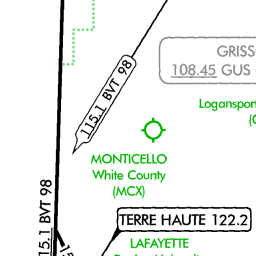 115.1 BVT 98
GRISS
108.45 GUS
Logansport
MONTICELLO
White County
(MCX)
15.1 BVT 98
TERRE HAUTE 122.2
LAFAYETTE